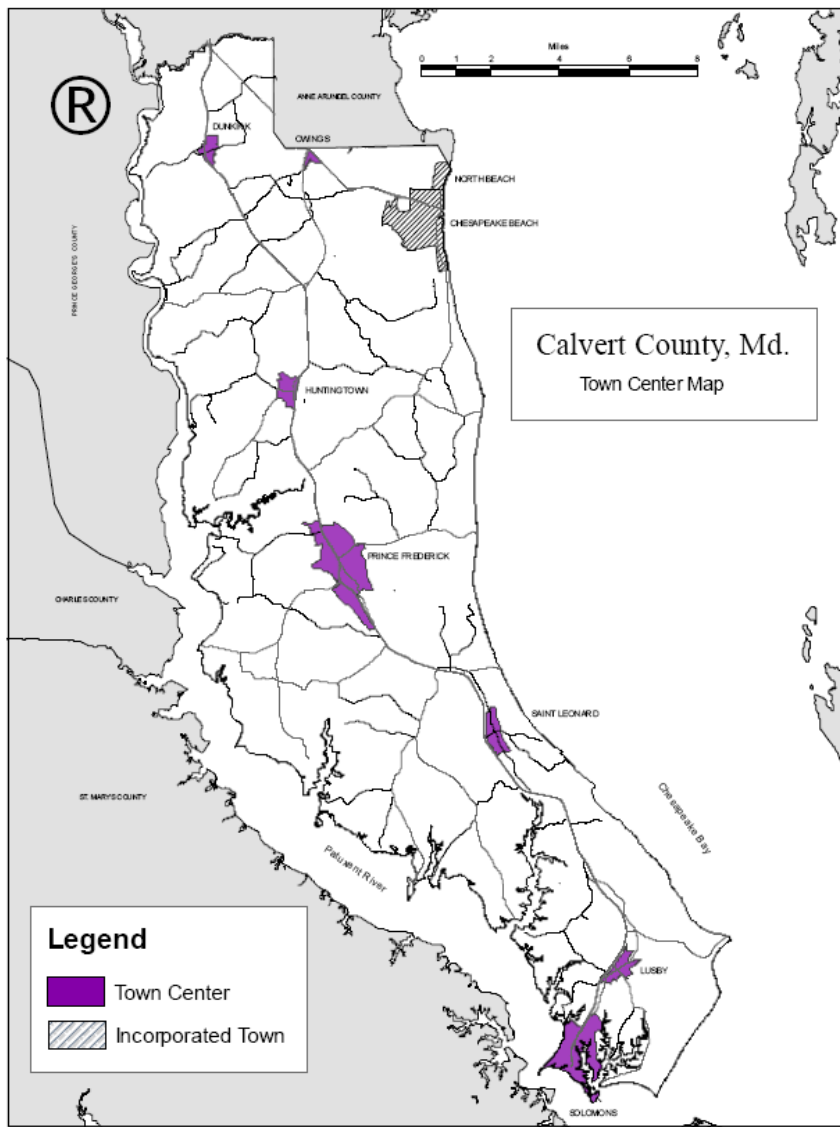 ®
Miles
0 1 2 4 6 8
ANNE ARUNDEL COUNTY
DUNKIRK
OWINGS
NORTH BEACH
CHESAPEAKE BEACH
PRINCE GEORGE'S COUNTY
Calvert County, Md.
Town Center Map
HUNTINGTOWN
PRINCE FREDERICK
CHARLES COUNTY
SAINT LEONARD
ST. MARY'S COUNTY
Chesapeake Bay
Patuxent River
Legend
Town Center
Incorporated Town
LUSBY
SOLOMONS